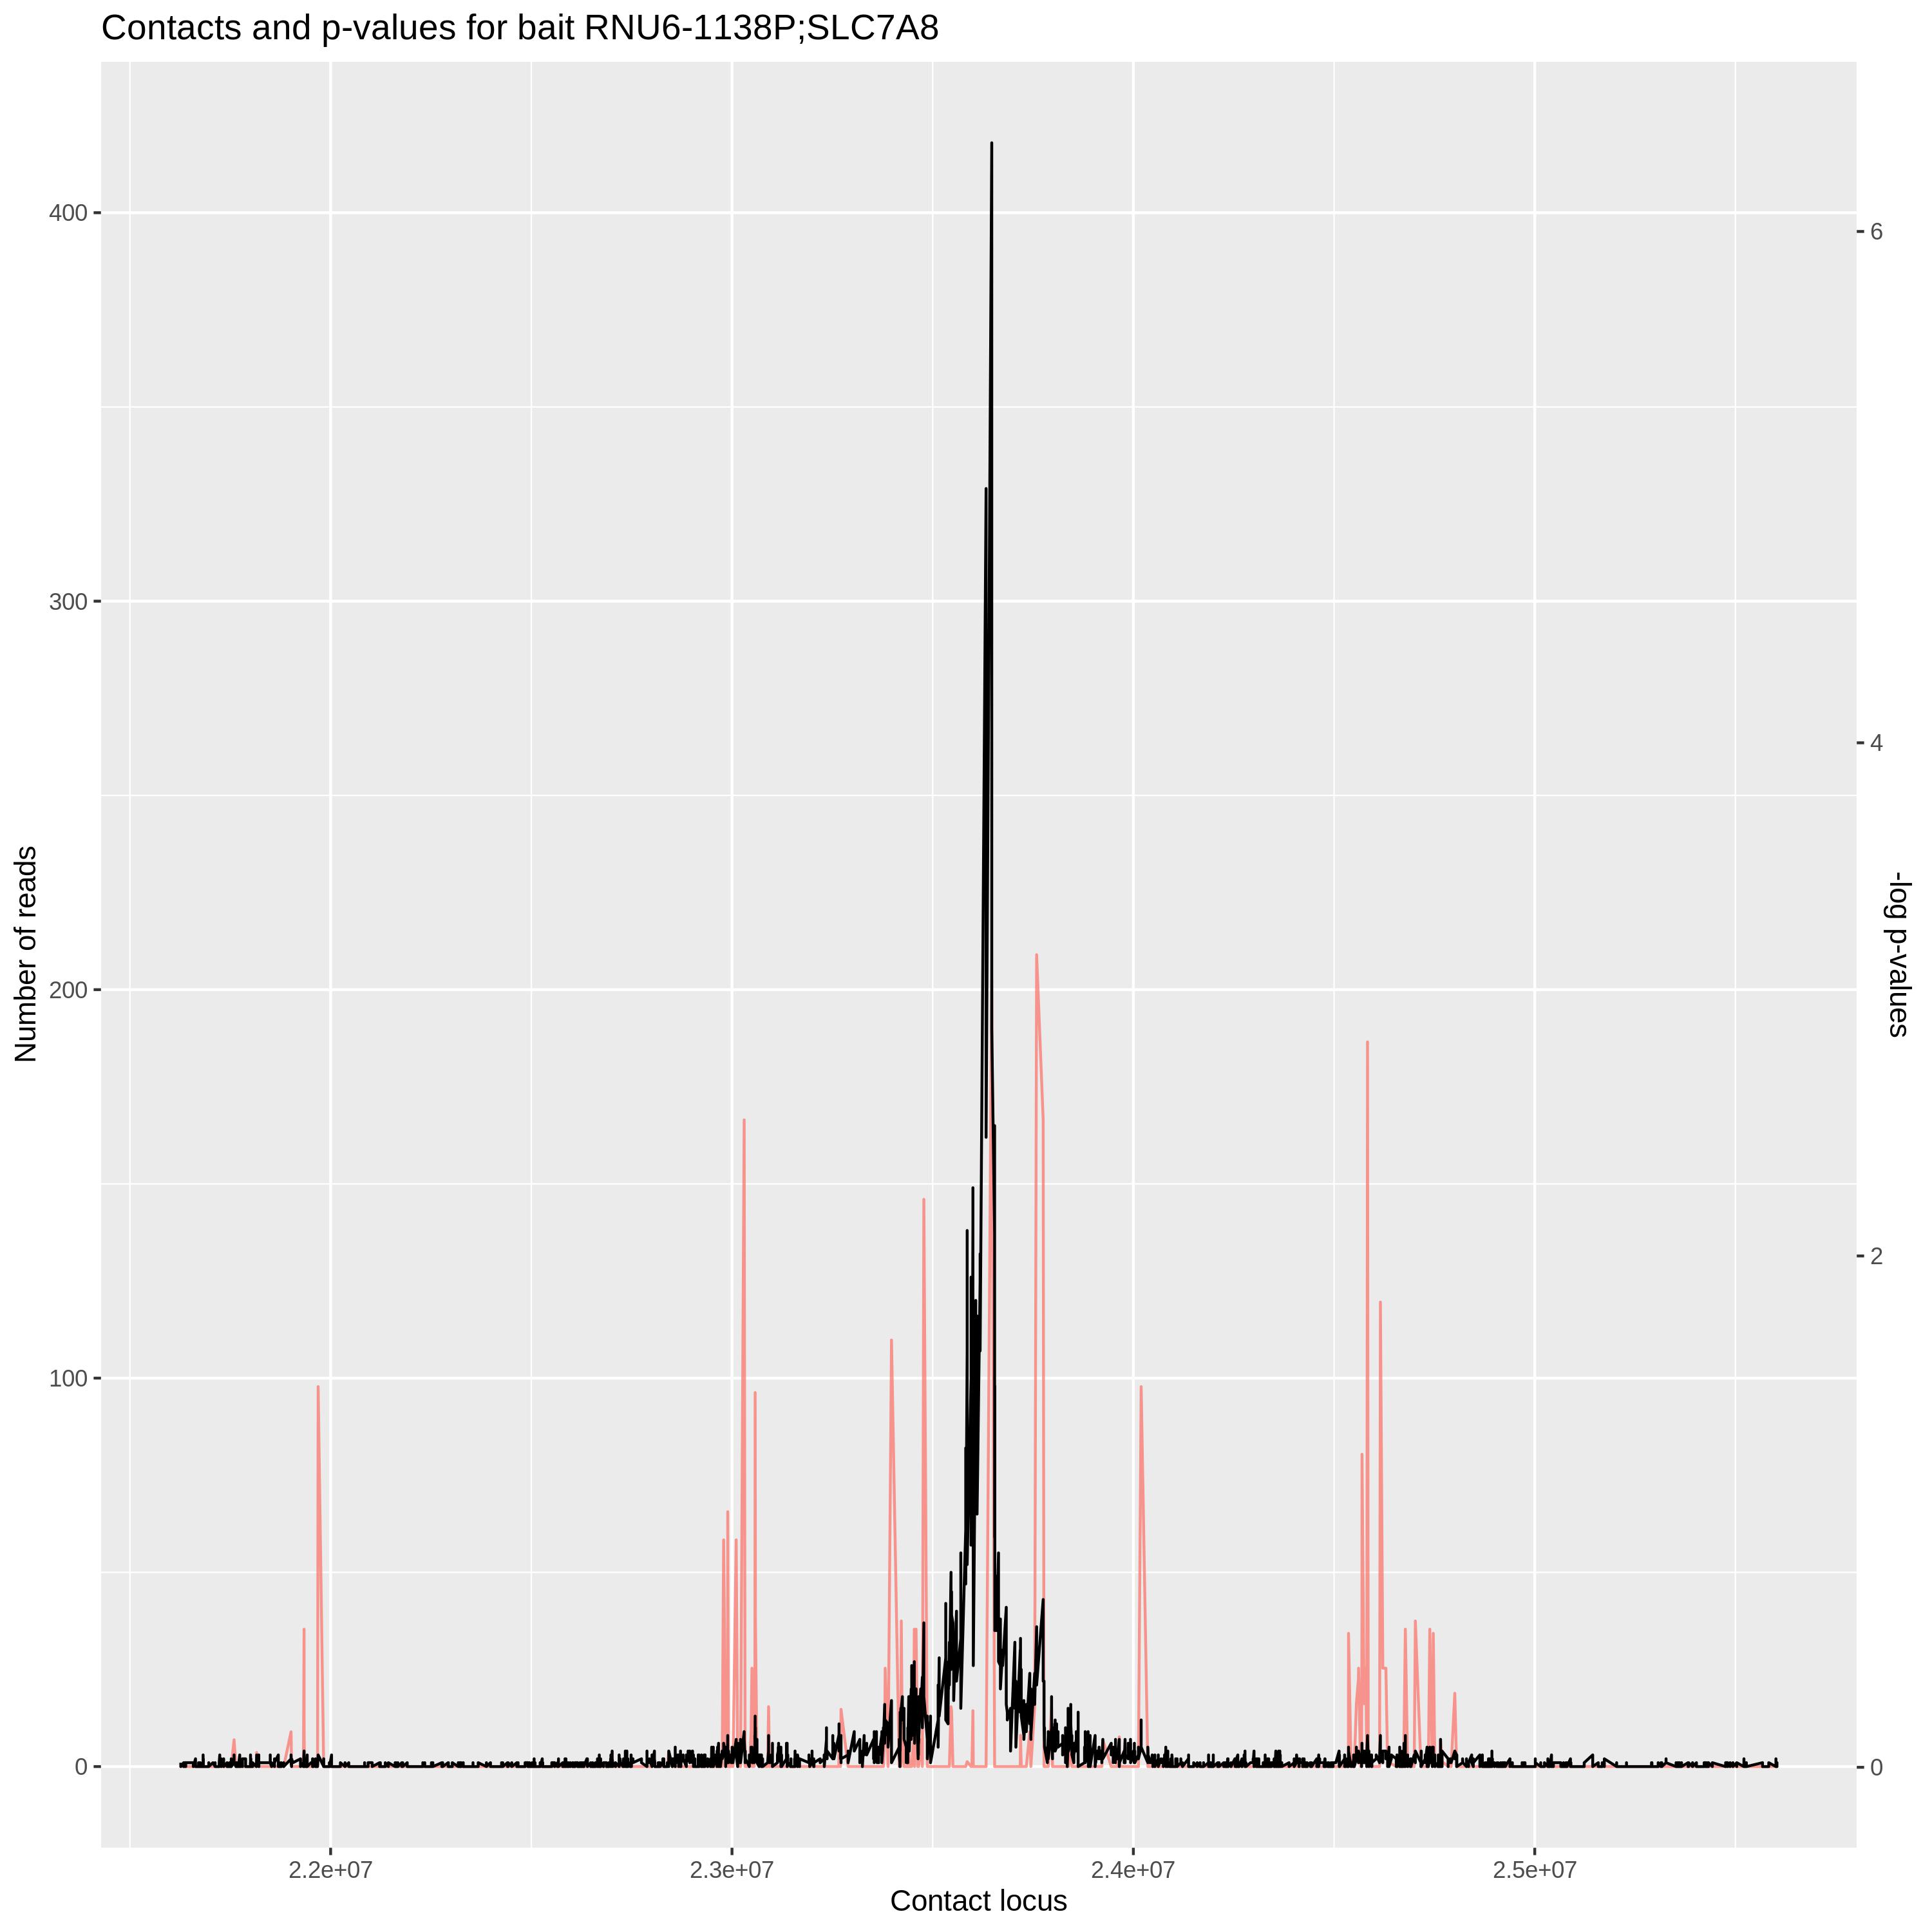 Contacts and p-values for bait RNU6-1138P;SLC7A8
400
300
200
100
0
Number of reads
6
4
2
0
-log p-values
2.2e+07
2.3e+07
2.4e+07
2.5e+07
Contact locus